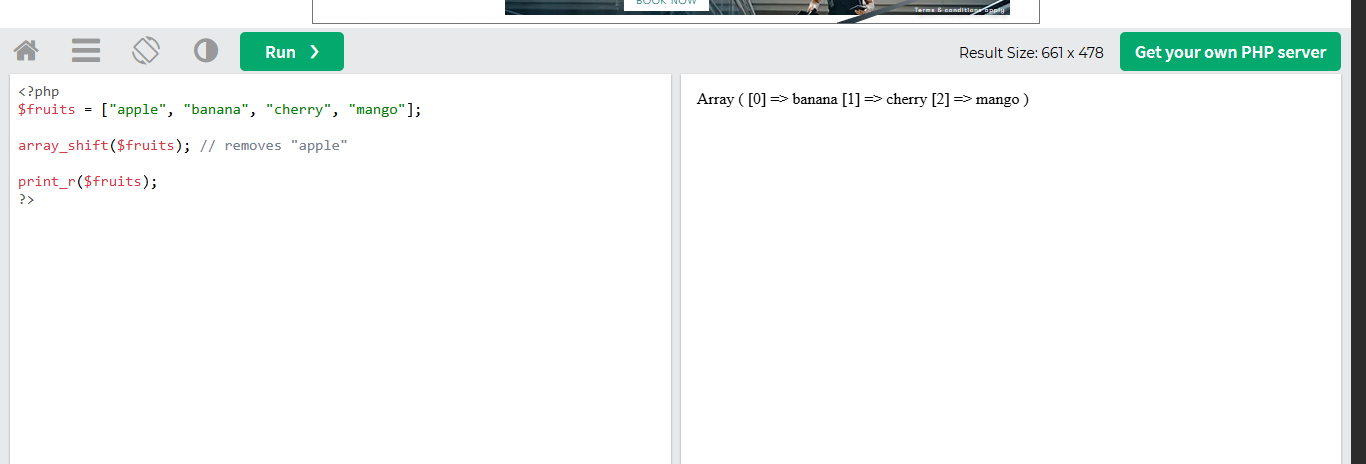 BOOK NOW
Terms & conditions apply
Run ❯
Result Size: 661 x 478
Get your own PHP server
<?php
$fruits = ["apple", "banana", "cherry", "mango"];
array_shift($fruits); // removes "apple"
print_r($fruits);
?>
Array ( [0] => banana [1] => cherry [2] => mango )